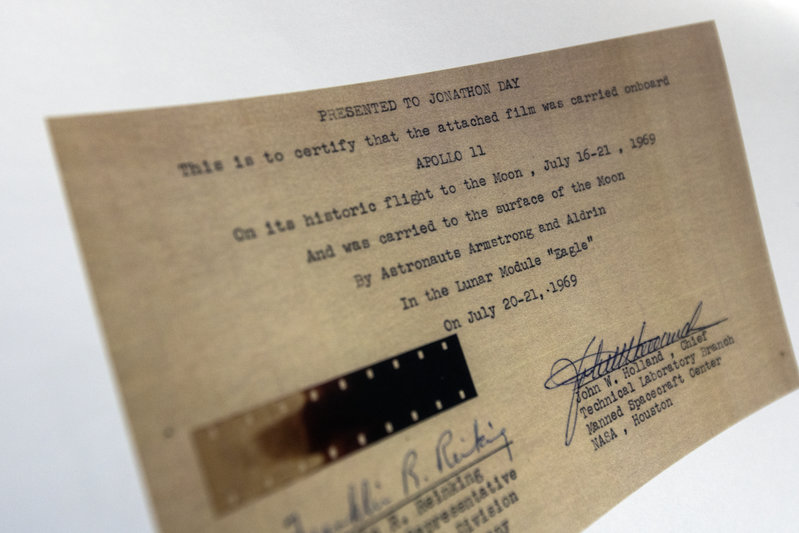 PRESENTED TO JONATHON DAY
This is to certify that the attached film was carried onboard
APOLLO 11
On its historic flight to the Moon , July 16-21 , 1969
And was carried to the surface of the Moon
By Astronauts Armstrong and Aldrin
In the Lunar Module "Eagle"
On July 20-21, 1969
John W. Holland , Chief
Technical Laboratory Branch
Manned Spacecraft Center
NASA , Houston
Franklin R. Reinking
R. Reinking
Representative
Division